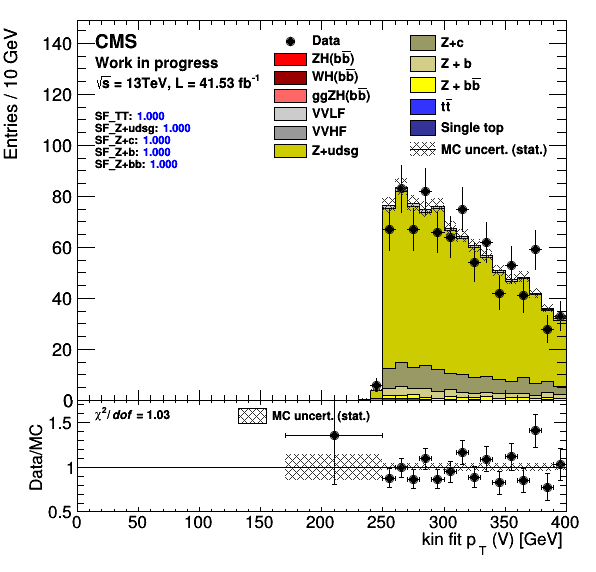 CMS
Work in progress
√s = 13TeV, L = 41.53 fb⁻¹
SF_TT: 1.000
SF_Z+udsg: 1.000
SF_Z+c: 1.000
SF_Z+b: 1.000
SF_Z+bb: 1.000
Data
ZH(bb̅)
WH(bb̅)
ggZH(bb̅)
VVLF
VVHF
Z+udsg
Z+c
Z + b
Z + bb̅
tt̅
Single top
MC uncert. (stat.)
Entries / 10 GeV
140
120
100
80
60
40
20
0
χ²/dof = 1.03
MC uncert. (stat.)
Data/MC
1.5
1
0.5
0 50 100 150 200 250 300 350 400
kin fit p_T (V) [GeV]